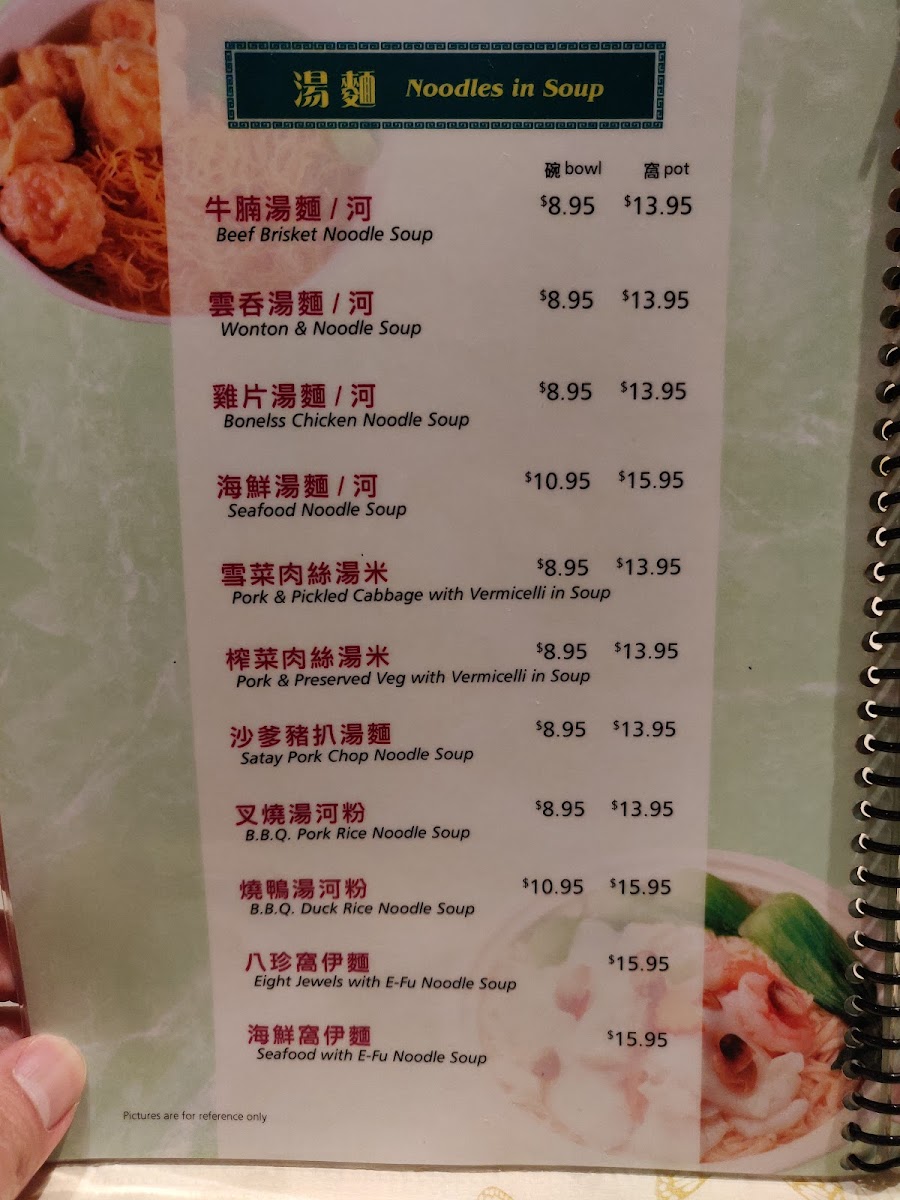 湯麵 Noodles in Soup
碗 bowl 窩 pot
牛腩湯麵 / 河 $8.95 $13.95
Beef Brisket Noodle Soup
雲吞湯麵 / 河 $8.95 $13.95
Wonton & Noodle Soup
雞片湯麵 / 河 $8.95 $13.95
Bonelss Chicken Noodle Soup
海鮮湯麵 / 河 $10.95 $15.95
Seafood Noodle Soup
雪菜肉絲湯米 $8.95 $13.95
Pork & Pickled Cabbage with Vermicelli in Soup
榨菜肉絲湯米 $8.95 $13.95
Pork & Preserved Veg with Vermicelli in Soup
沙爹豬扒湯麵 $8.95 $13.95
Satay Pork Chop Noodle Soup
叉燒湯河粉 $8.95 $13.95
B.B.Q. Pork Rice Noodle Soup
燒鴨湯河粉 $10.95 $15.95
B.B.Q. Duck Rice Noodle Soup
八珍窩伊麵 $15.95
Eight Jewels with E-Fu Noodle Soup
海鮮窩伊麵 $15.95
Seafood with E-Fu Noodle Soup
Pictures are for reference only